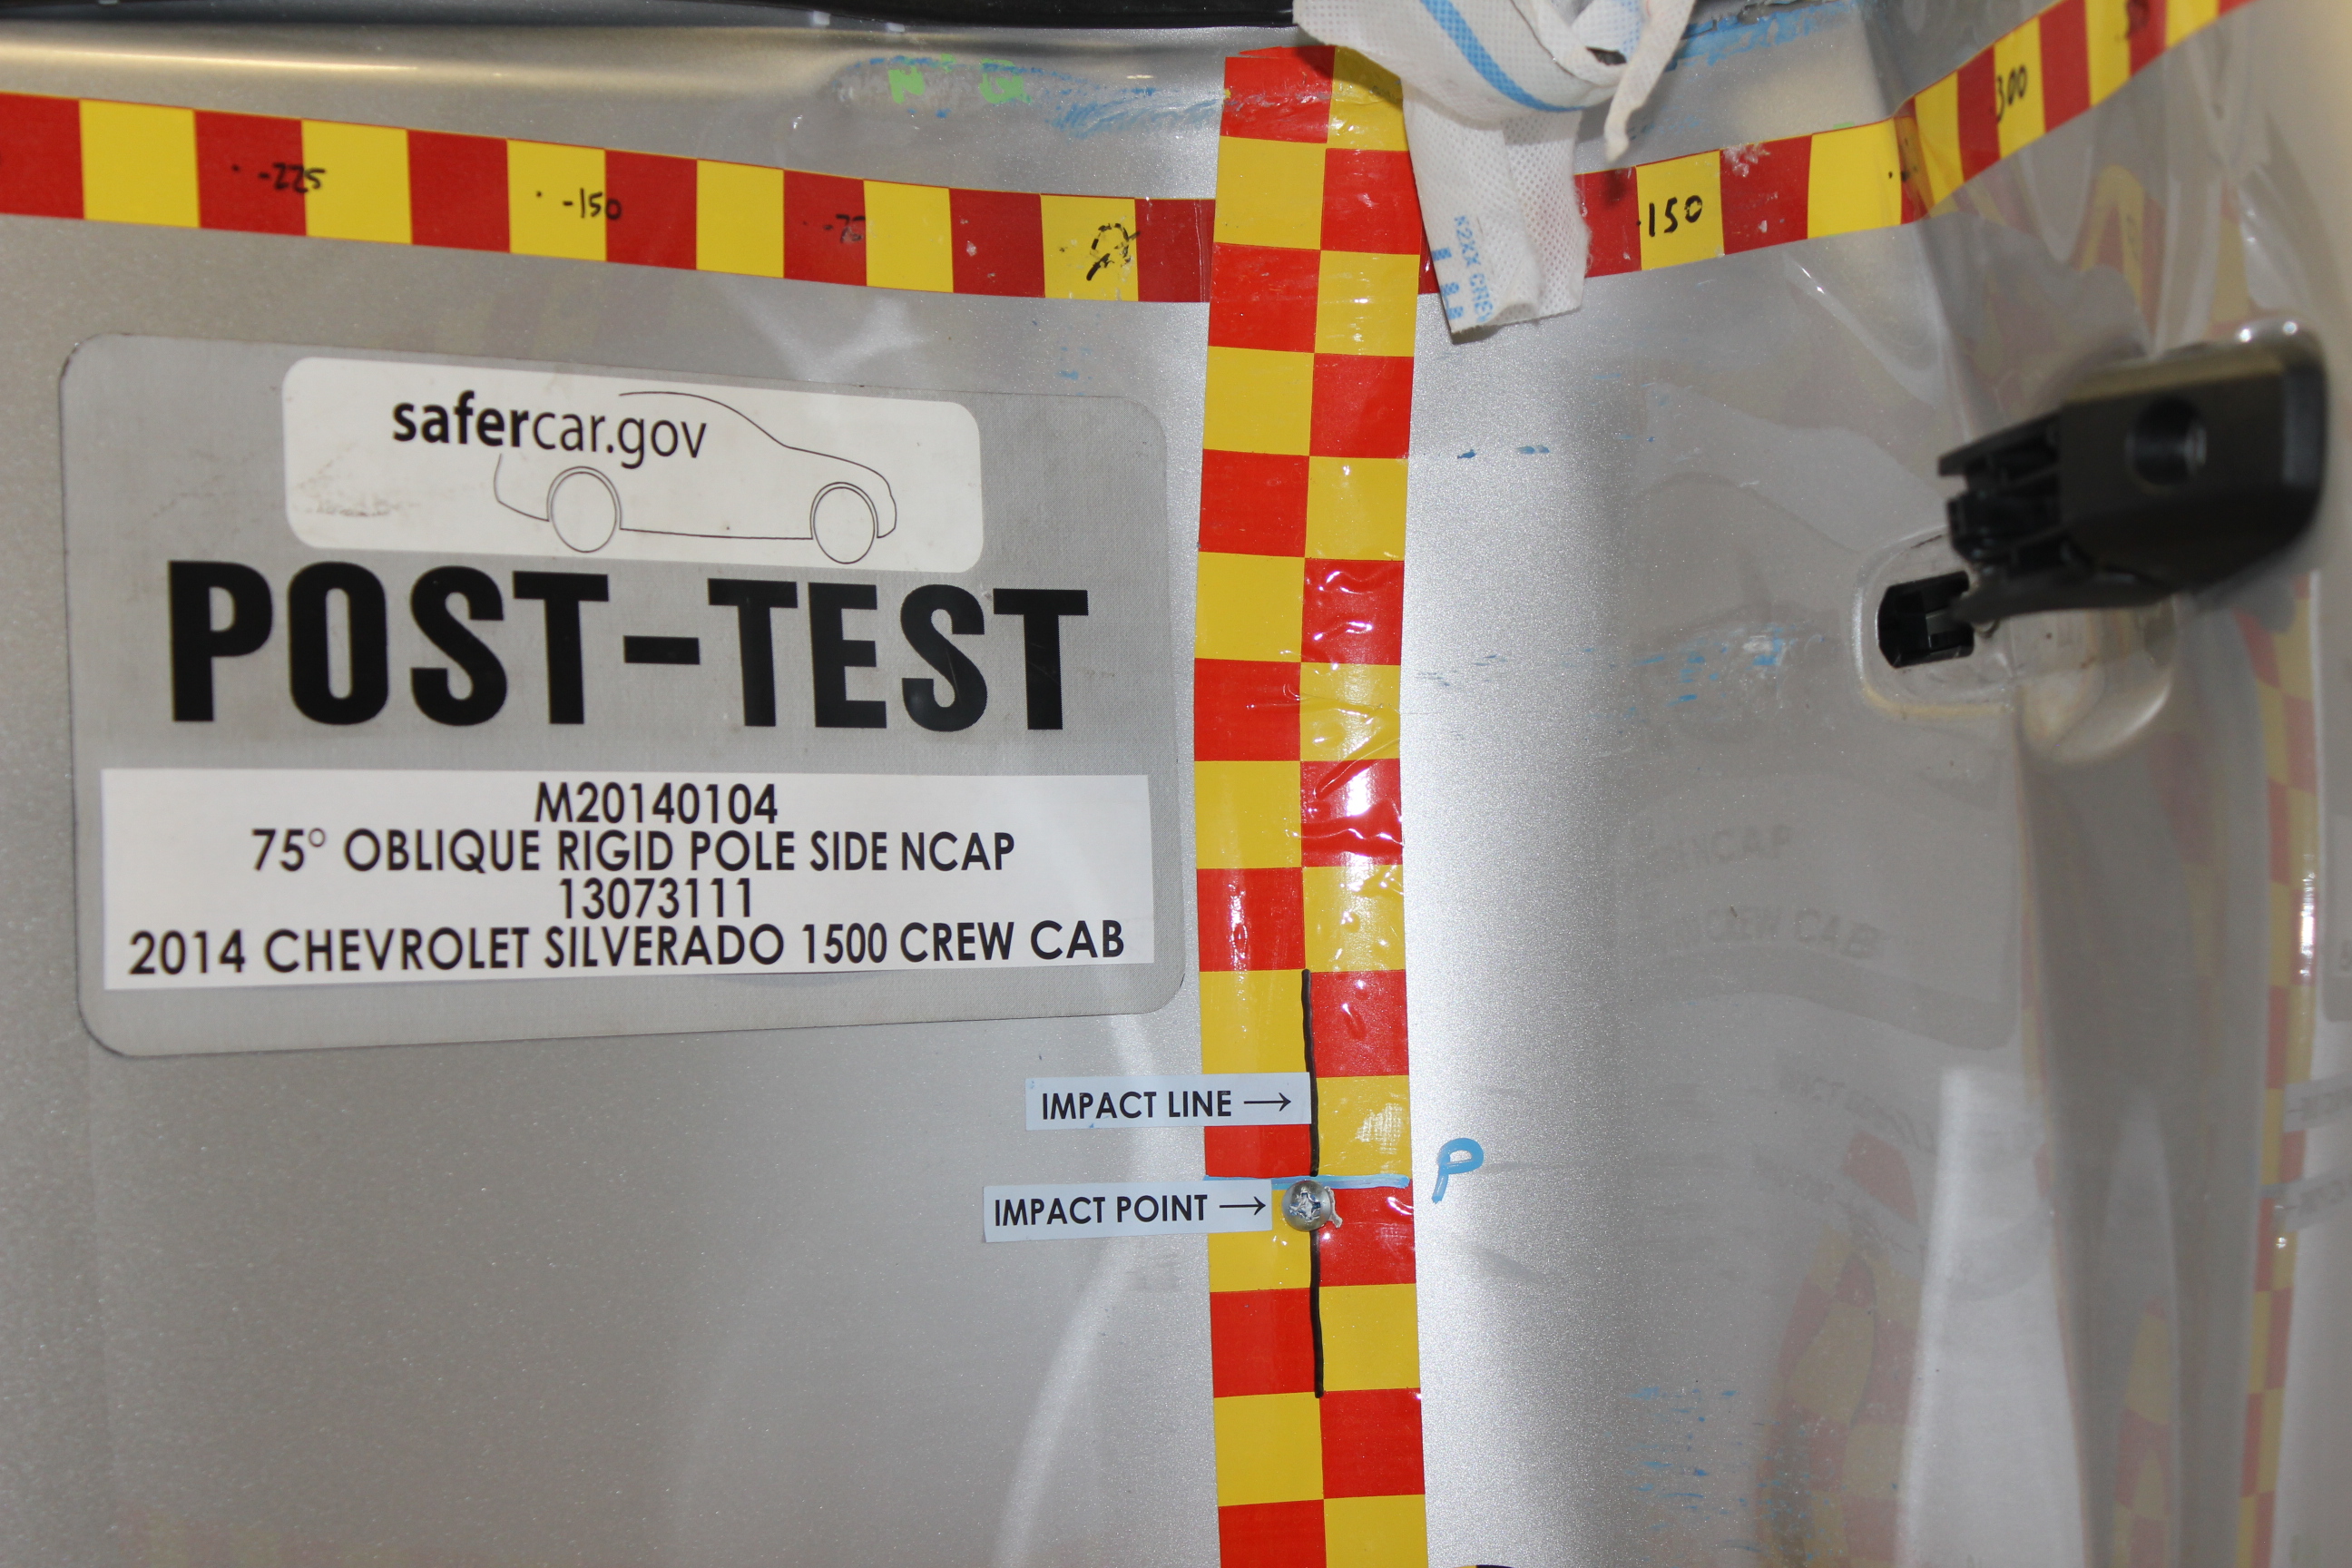 N G
-225
-150
-150
300
safercar.gov
POST-TEST
M20140104
75° OBLIQUE RIGID POLE SIDE NCAP
13073111
2014 CHEVROLET SILVERADO 1500 CREW CAB
IMPACT LINE →
P
IMPACT POINT →